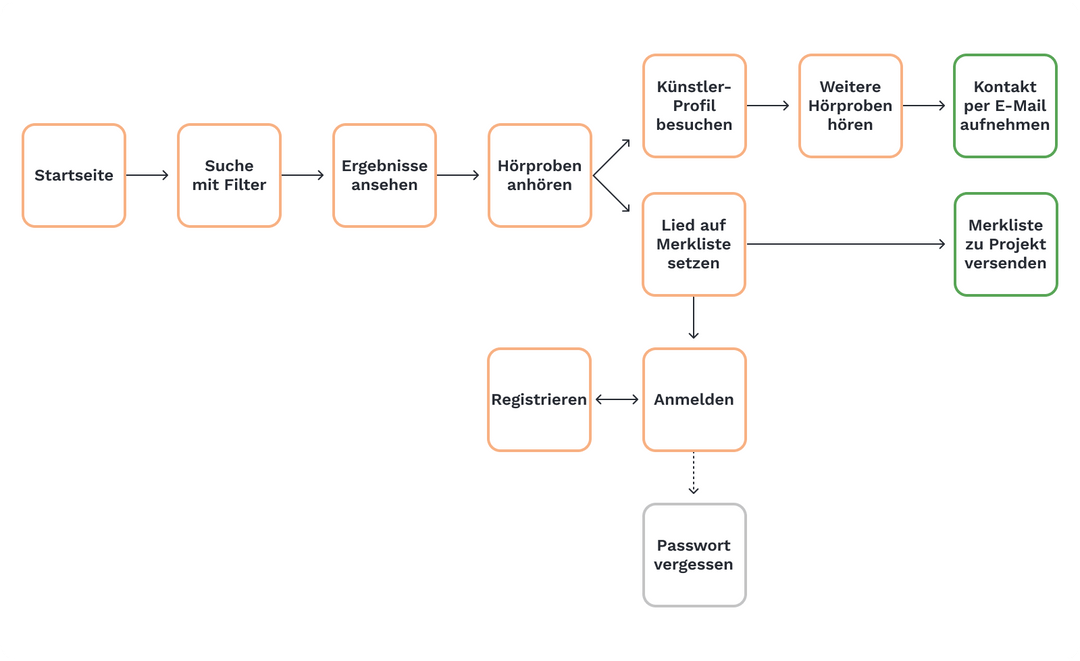 Startseite
Suche
mit Filter
Ergebnisse
ansehen
Hörproben
anhören
Künstler-
Profil
besuchen
Weitere
Hörproben
hören
Kontakt
per E-Mail
aufnehmen
Lied auf
Merkliste
setzen
Merkliste
zu Projekt
versenden
Registrieren
Anmelden
Passwort
vergessen